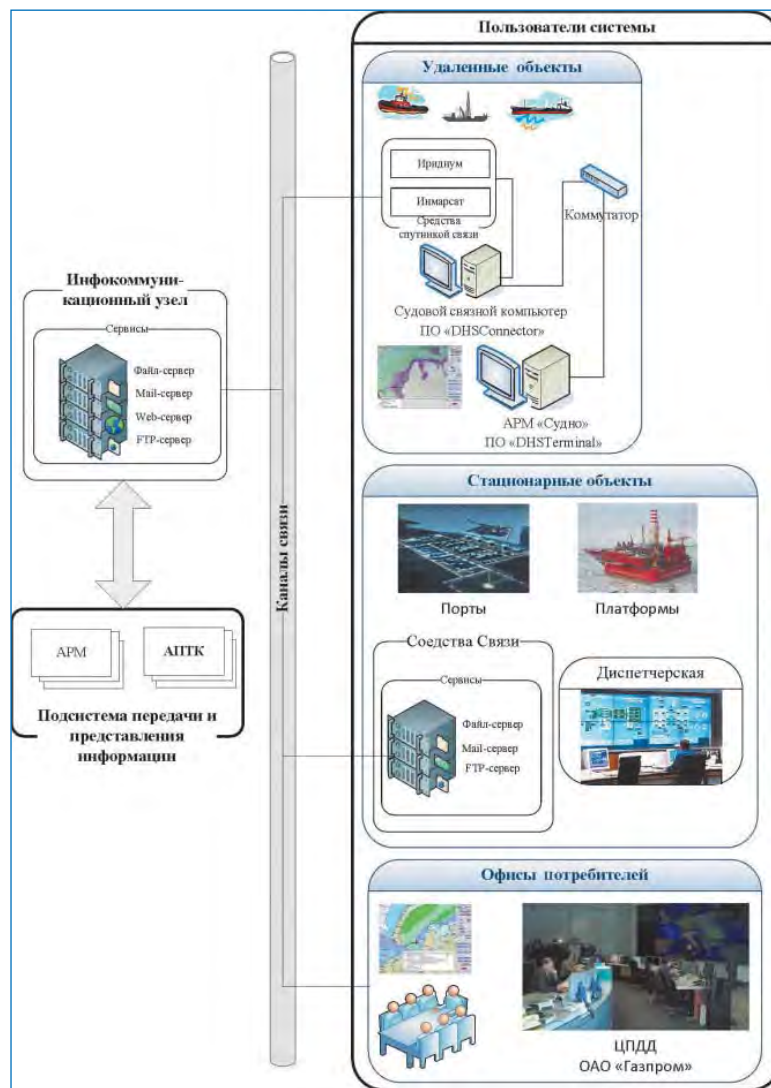 Пользователи системы
Удаленные объекты
Иридиум
Инмарсат
Средства
спутникой связи
Коммутатор
Судовой связной компьютер
ПО «DHSConnector»
АРМ «Судно»
ПО «DHSTerminal»
Инфокоммуни-
кационный узел
Сервисы
Файл-сервер
Mail-сервер
Web-сервер
FTP-сервер
Каналы связи
АРМ
АПТК
Подсистема передачи и
представления
информации
Стационарные объекты
Порты
Платформы
Соедства Связи
Сервисы
Файл-сервер
Mail-сервер
FTP-сервер
Диспетчерская
Офисы потребителей
ЦПДД
ОАО «Газпром»